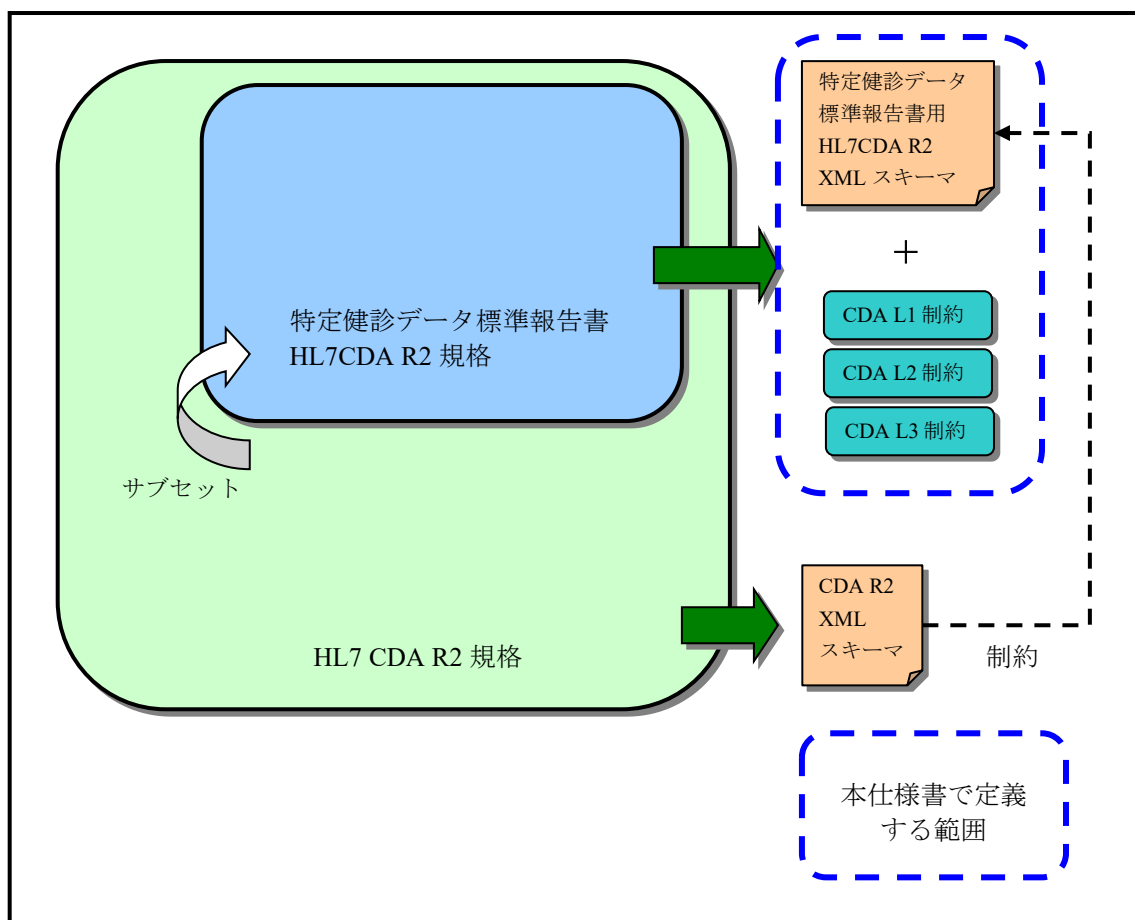 特定健診データ標準報告書
HL7CDA R2 規格
サブセット
HL7 CDA R2 規格
特定健診データ
標準報告書用
HL7CDA R2
XML スキーマ
+
CDA L1 制約
CDA L2 制約
CDA L3 制約
CDA R2
XML
スキーマ
制約
本仕様書で定義
する範囲